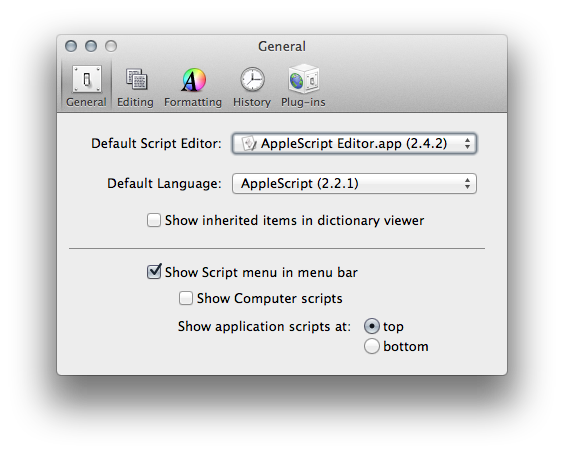 General
General Editing Formatting History Plug-ins
Default Script Editor: AppleScript Editor.app (2.4.2)
Default Language: AppleScript (2.2.1)
Show inherited items in dictionary viewer
Show Script menu in menu bar
Show Computer scripts
Show application scripts at: top
bottom